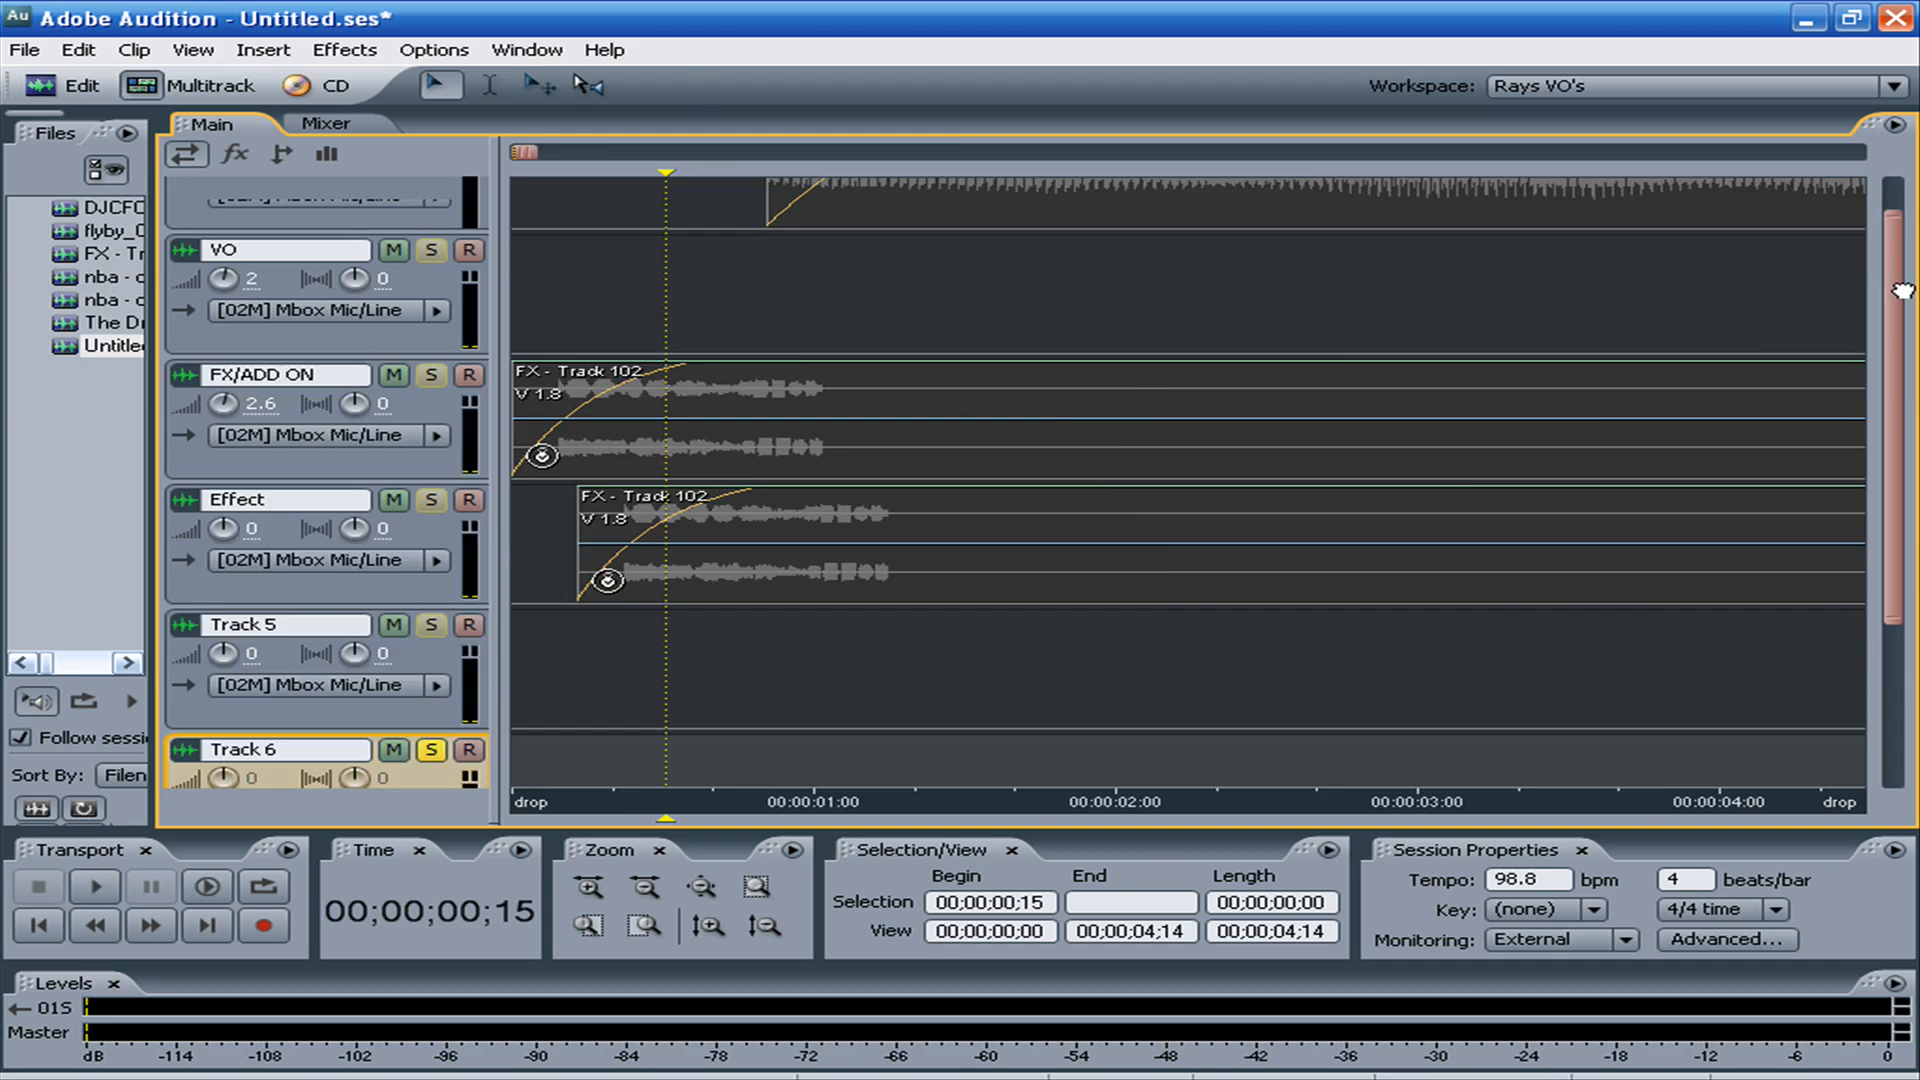 Au Adobe Audition - Untitled.ses*
File Edit Clip View Insert Effects Options Window Help
Edit Multitrack CD Workspace: Rays VO's
Files Main Mixer
fx
DJCFC
flyby_0
FX - Tr
nba - c
nba - c
The Dr
Untitle
VO M S R
2 0
[02M] Mbox Mic/Line
FX/ADD ON M S R
2.6 0
[02M] Mbox Mic/Line
FX - Track 102
V 1.8
Effect M S R
0 0
[02M] Mbox Mic/Line
FX - Track 102
V 1.8
Track 5 M S R
0 0
[02M] Mbox Mic/Line
Follow sessi
Track 6 M S R
0 0
Sort By: Filen
drop 00:00:01:00 00:00:02:00 00:00:03:00 00:00:04:00 drop
Transport x Time x Zoom x Selection/View x Session Properties x
Begin End Length
Tempo: 98.8 bpm 4 beats/bar
Selection 00;00;00;15 00;00;00;00
00;00;00;15
Key: (none) 4/4 time
View 00;00;00;00 00;00;04;14 00;00;04;14
Monitoring: External Advanced...
Levels x
01S
Master
dB -114 -108 -102 -96 -90 -84 -78 -72 -66 -60 -54 -48 -42 -36 -30 -24 -18 -12 -6 0